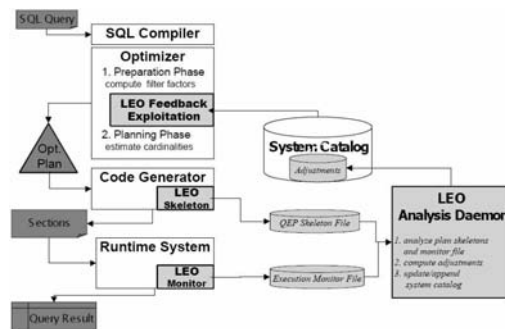 SQL Query
SQL Compiler
Optimizer
1. Preparation Phase
compute filter factors
LEO Feedback
Exploitation
2. Planning Phase
estimate cardinalities
Opt.
Plan
System Catalog
Adjustments
Code Generator
LEO
Skeleton
Sections
QEP Skeleton File
Runtime System
LEO
Monitor
Execution Monitor File
Query Result
LEO
Analysis Daemon
1. analyze plan skeletons
and monitor file
2. compute adjustments
3. update/append
system catalog